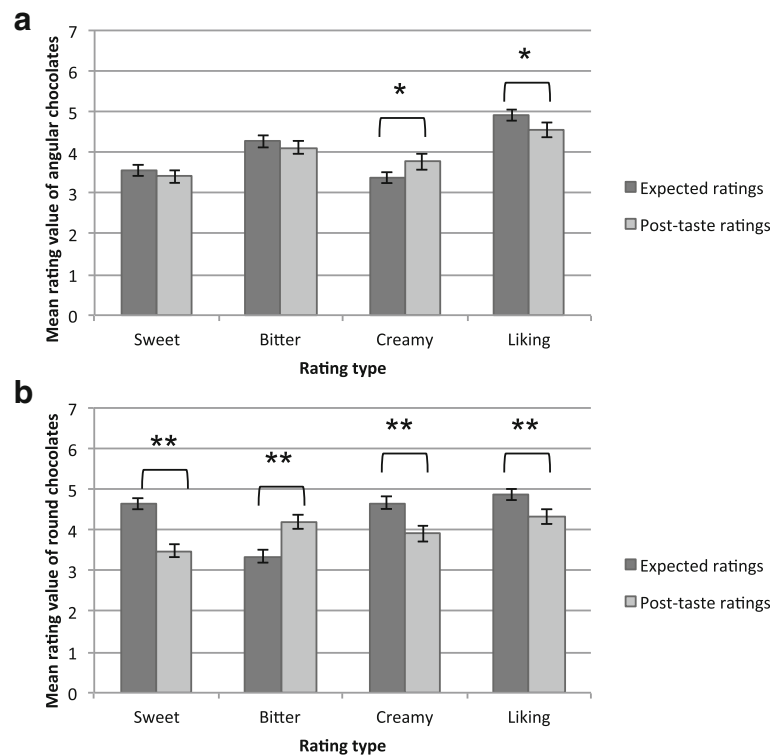 a
Mean rating value of angular chocolates
7
6
5
4
3
2
1
0
*
*
Sweet
Bitter
Creamy
Liking
Rating type
Expected ratings
Post-taste ratings
b
Mean rating value of round chocolates
7
6
5
4
3
2
1
0
**
**
**
**
Sweet
Bitter
Creamy
Liking
Rating type
Expected ratings
Post-taste ratings